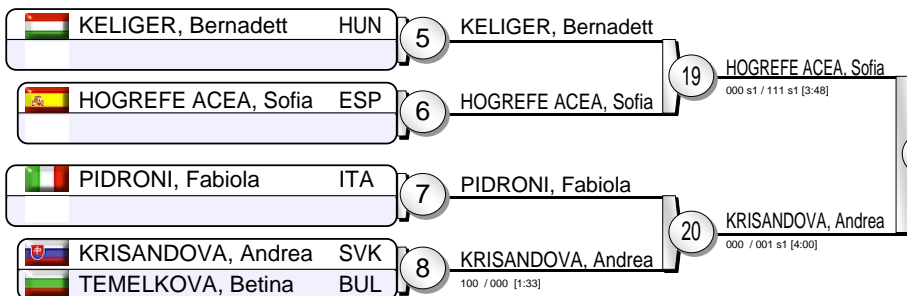 KELIGER, Bernadett HUN
5
KELIGER, Bernadett
HOGREFE ACEA, Sofia ESP
6
HOGREFE ACEA, Sofia
19
HOGREFE ACEA, Sofia
000 s1 / 111 s1 [3:48]
PIDRONI, Fabiola ITA
7
PIDRONI, Fabiola
KRISANDOVA, Andrea SVK
TEMELKOVA, Betina BUL
8
KRISANDOVA, Andrea
100 / 000 [1:33]
20
KRISANDOVA, Andrea
000 / 001 s1 [4:00]